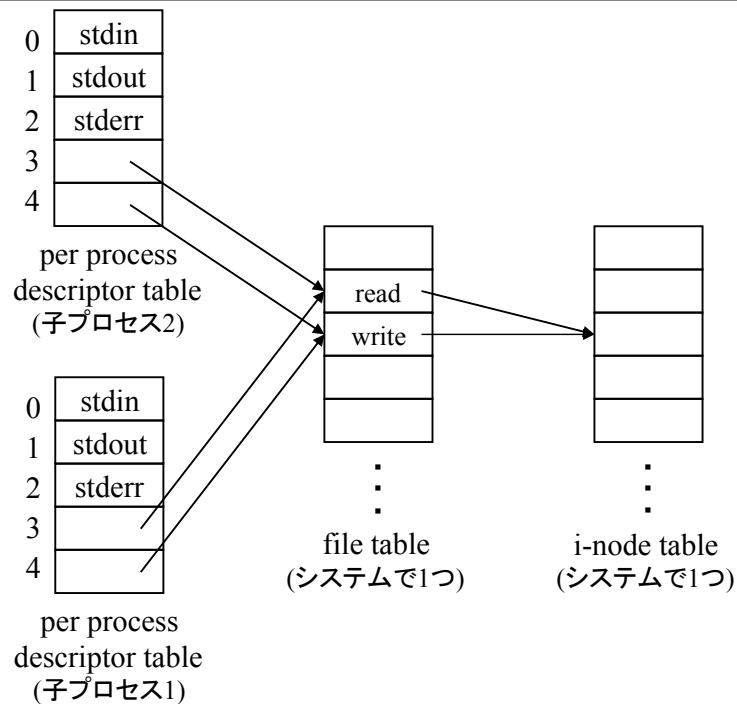 0 stdin
1 stdout
2 stderr
3
4
per process
descriptor table
(子プロセス2)
0 stdin
1 stdout
2 stderr
3
4
per process
descriptor table
(子プロセス1)
read
write
file table
(システムで1つ)
i-node table
(システムで1つ)